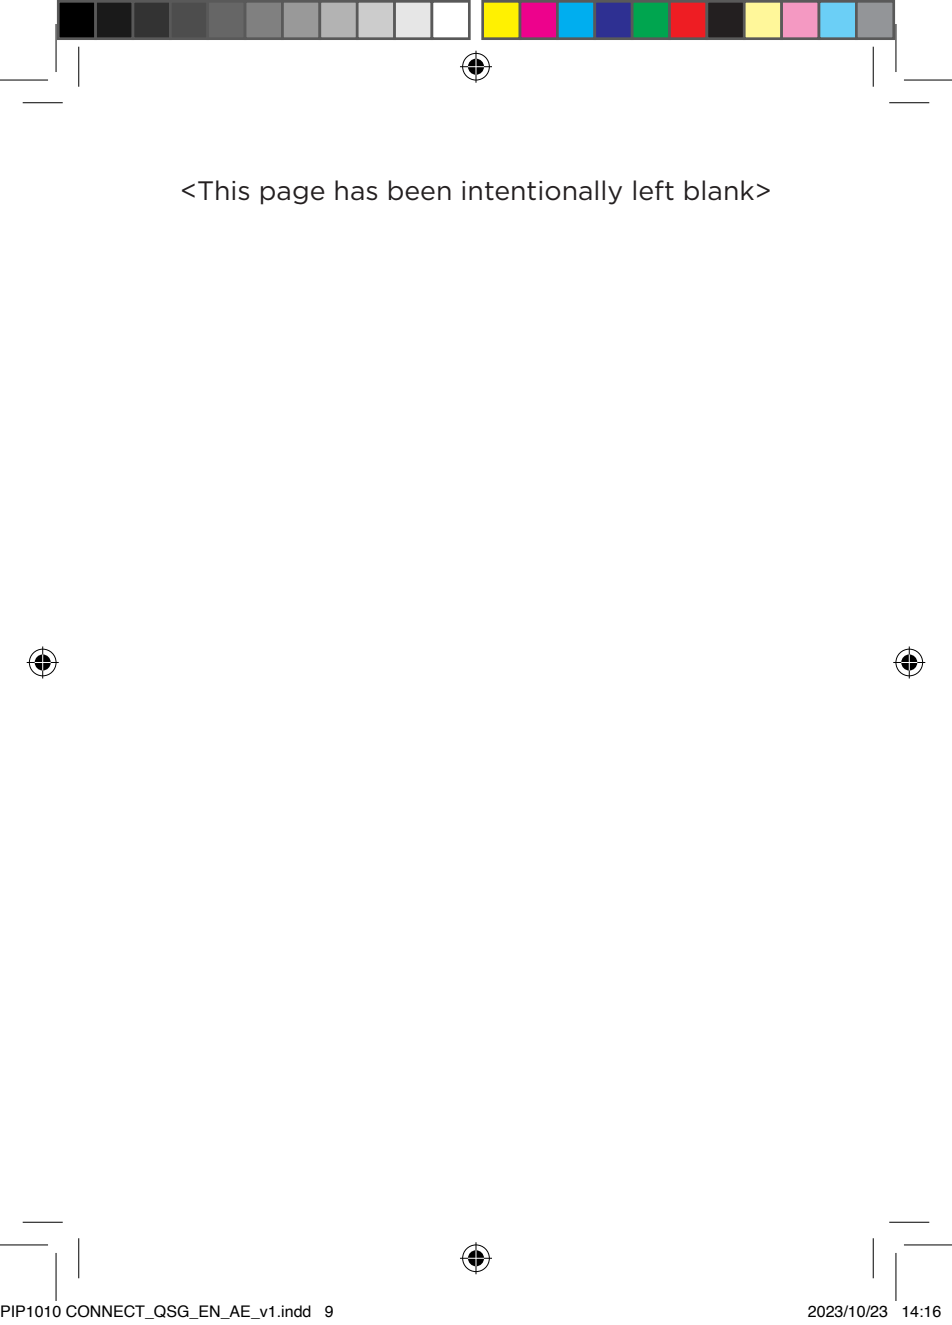 <This page has been intentionally left blank>
PIP1010 CONNECT_QSG_EN_AE_v1.indd 9
2023/10/23 14:16